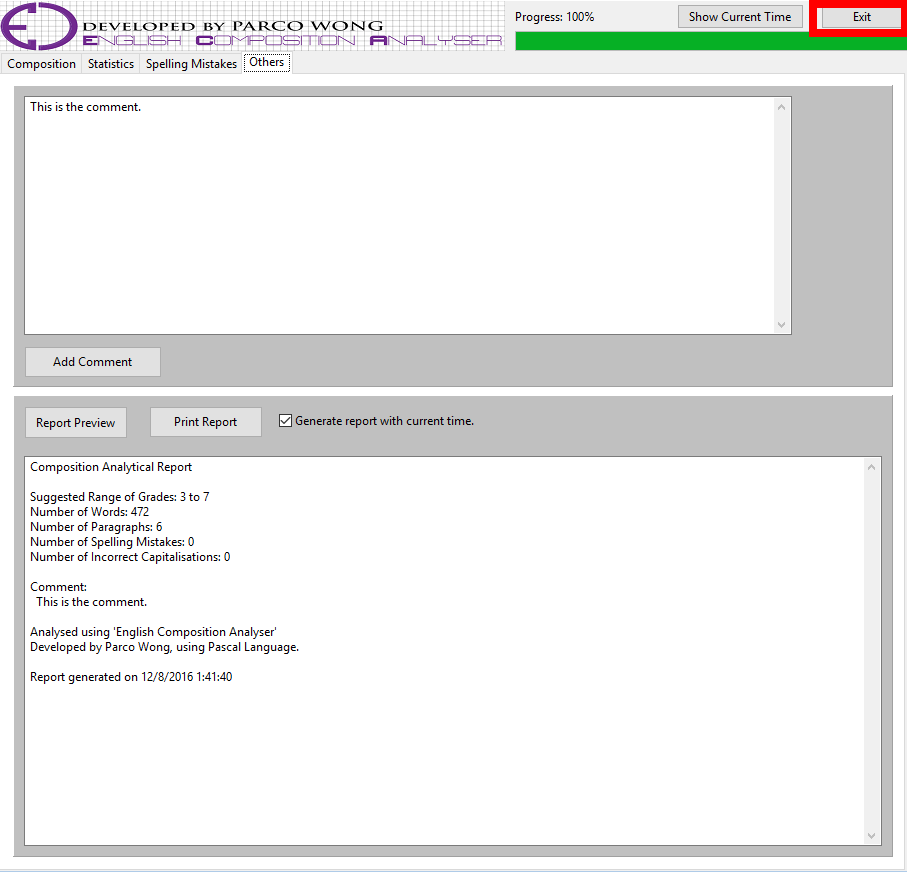 DEVELOPED BY PARCO WONG
ENGLISH COMPOSITION ANALYSER
Progress: 100%
Show Current Time
Exit
Composition
Statistics
Spelling Mistakes
Others
This is the comment.
Add Comment
Report Preview
Print Report
Generate report with current time.
Composition Analytical Report
Suggested Range of Grades: 3 to 7
Number of Words: 472
Number of Paragraphs: 6
Number of Spelling Mistakes: 0
Number of Incorrect Capitalisations: 0
Comment:
This is the comment.
Analysed using 'English Composition Analyser'
Developed by Parco Wong, using Pascal Language.
Report generated on 12/8/2016 1:41:40